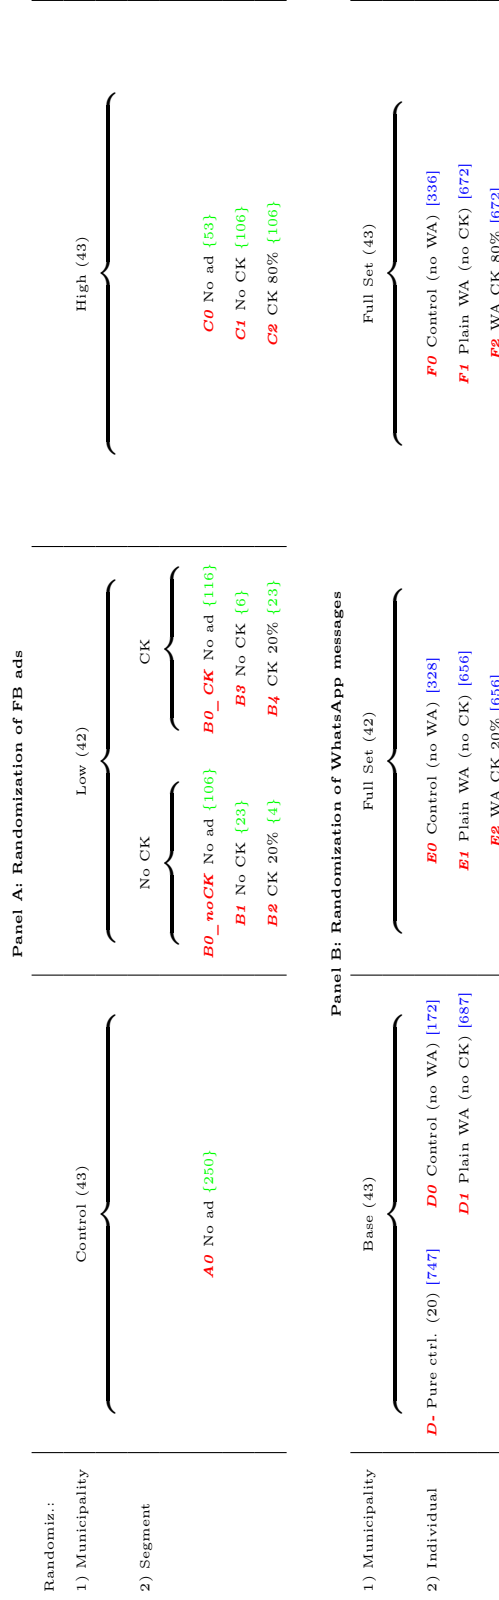 Panel A: Randomization of FB ads
Randomiz.:
1) Municipality Control (43) Low (42) High (43)
2) Segment No CK CK
A0 No ad {250} B0_noCK No ad {106} B0_CK No ad {116} C0 No ad {53}
B1 No CK {23} B3 No CK {6} C1 No CK {106}
B2 CK 20% {4} B4 CK 20% {23} C2 CK 80% {106}
Panel B: Randomization of WhatsApp messages
1) Municipality Base (43) Full Set (42) Full Set (43)
2) Individual D- Pure ctrl. (20) [747] D0 Control (no WA) [172] E0 Control (no WA) [328] F0 Control (no WA) [336]
D1 Plain WA (no CK) [687] E1 Plain WA (no CK) [656] F1 Plain WA (no CK) [672]
E2 WA CK 20% [656] F2 WA CK 80% [672]